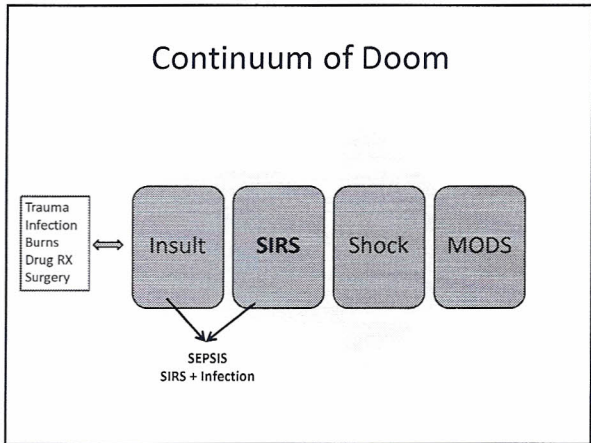 Continuum of Doom
Trauma
Infection
Burns
Drug RX
Surgery
Insult
SIRS
Shock
MODS
SEPSIS
SIRS + Infection